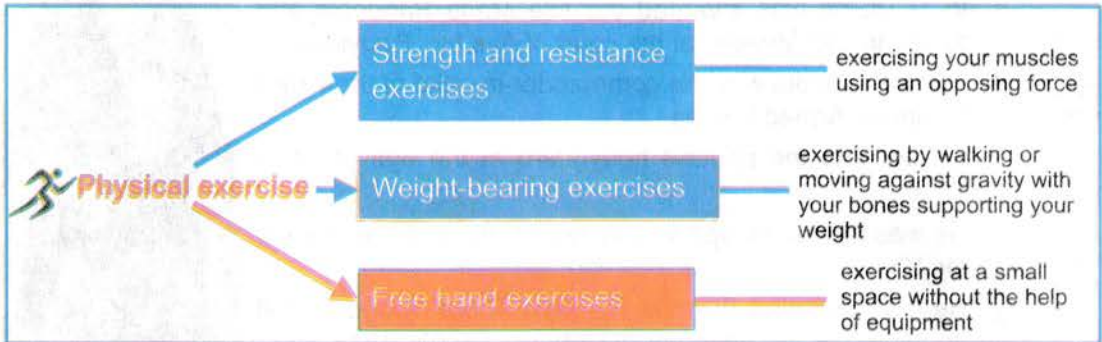 Strength and resistance
exercises
exercising your muscles
using an opposing force
Physical exercise
Weight-bearing exercises
exercising by walking or
moving against gravity with
your bones supporting your
weight
Free hand exercises
exercising at a small
space without the help
of equipment